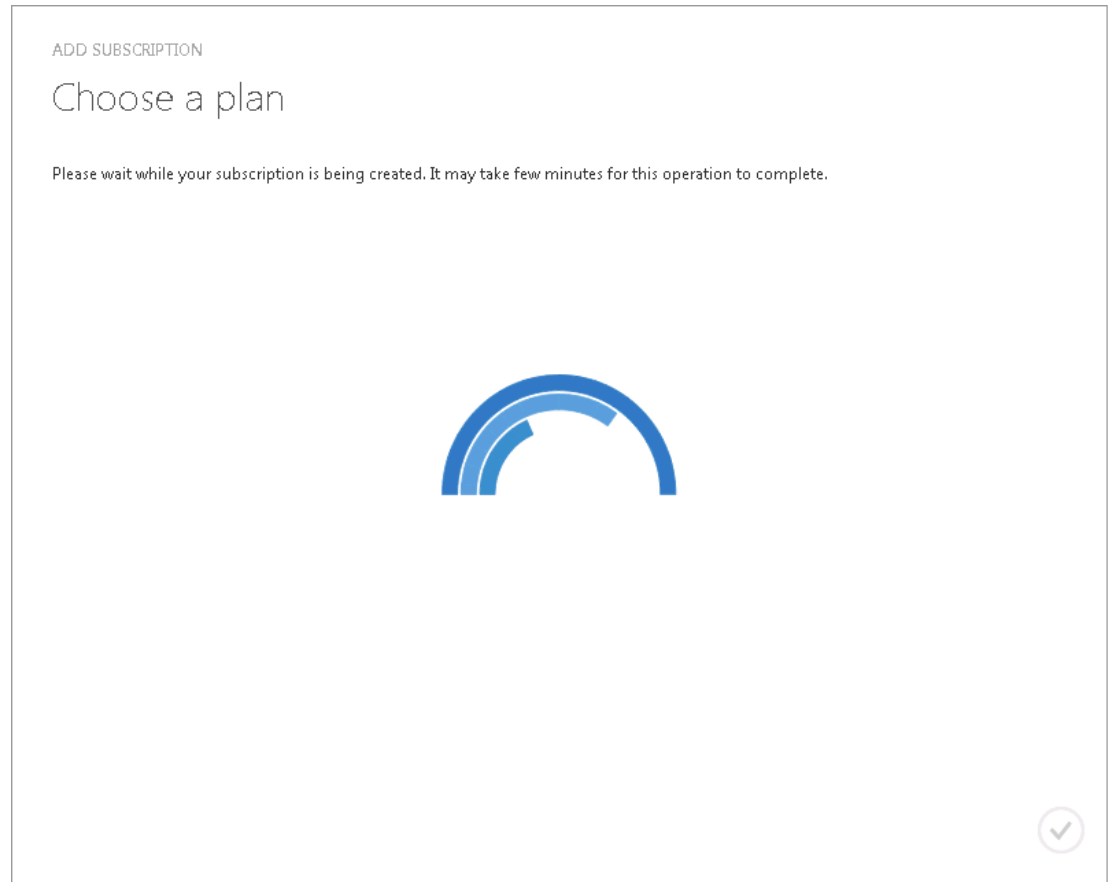 ADD SUBSCRIPTION
Choose a plan
Please wait while your subscription is being created. It may take few minutes for this operation to complete.